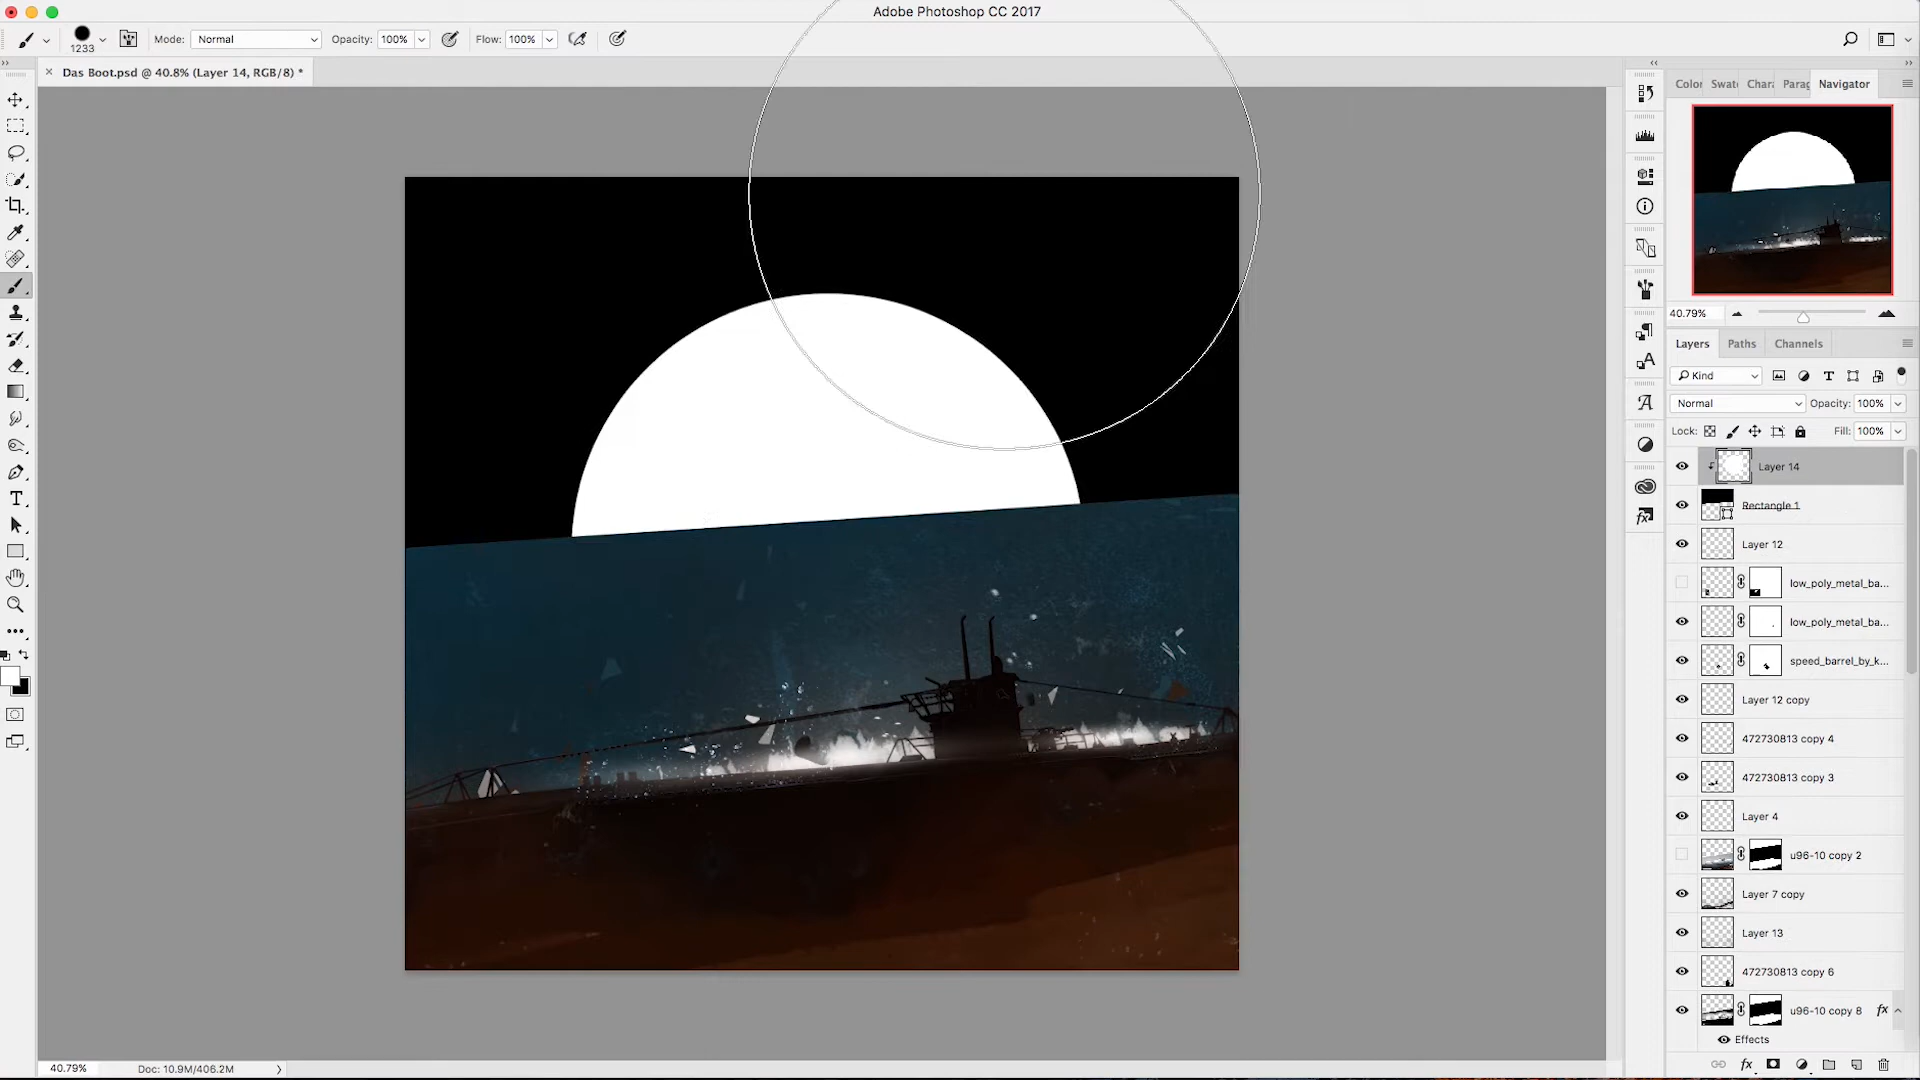 Adobe Photoshop CC 2017
1233
Mode: Normal
Opacity: 100%
Flow: 100%
Das Boot.psd @ 40.8% (Layer 14, RGB/8) *
Color Swatc Chara Parag Navigator
40.79%
Layers Paths Channels
Kind
Normal Opacity: 100%
Lock: Fill: 100%
Layer 14
Rectangle 1
Layer 12
low_poly_metal_ba...
low_poly_metal_ba...
speed_barrel_by_k...
Layer 12 copy
472730813 copy 4
472730813 copy 3
Layer 4
u96-10 copy 2
Layer 7 copy
Layer 13
472730813 copy 6
u96-10 copy 8 fx
Effects
40.79% Doc: 10.9M/406.2M
fx